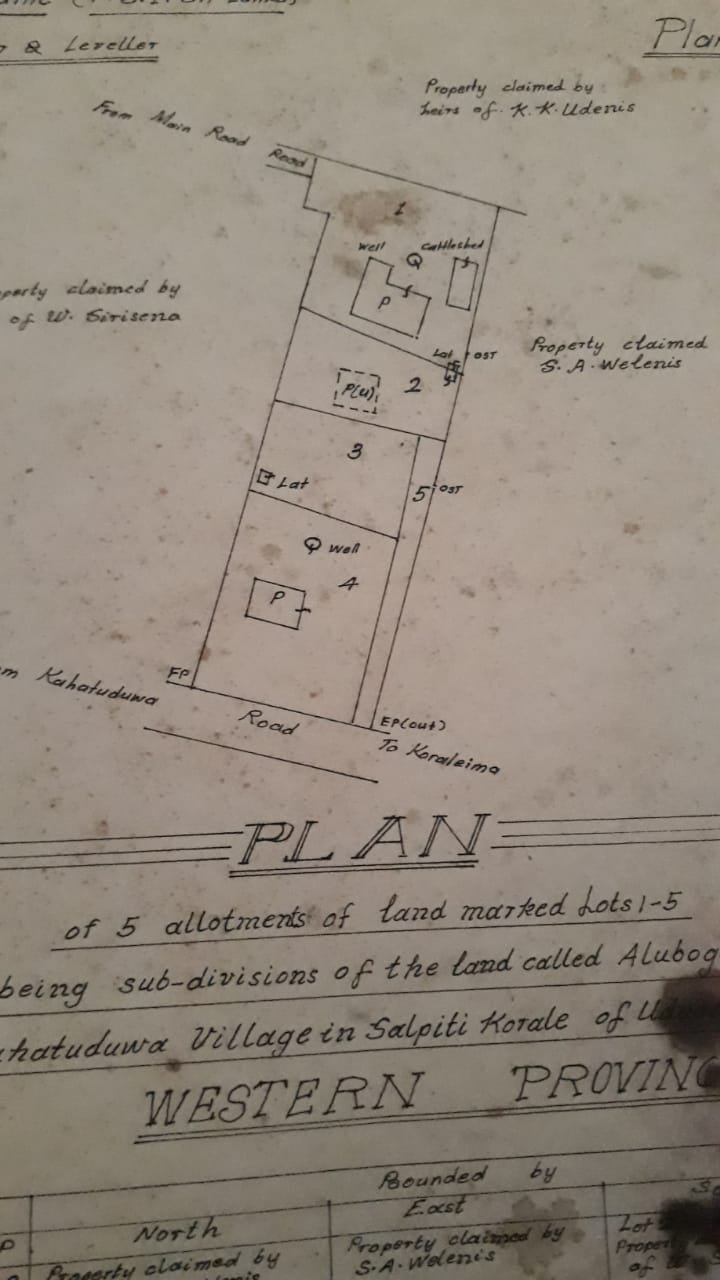 & Leveller
Plan
Property claimed by
heirs of. K.K.Udenis
From Main Road
Road
1
Well
Cattleshed
P
claimed by
of W. Sirisena
Property claimed
S. A. Welenis
Lat
OST
P(u)
2
3
Lat
5
OST
Well
4
P
FP
Kahatuduwa
Road
EP(out)
To Koraleima
PLAN
of 5 allotments of land marked Lots 1-5
being sub-divisions of the land called Alubog
hatuduwa Village in Salpiti Korale of
WESTERN PROVINC
Bounded by
North
East
Property claimed by
Property claimed by
S.A. Welenis
Lot
of W